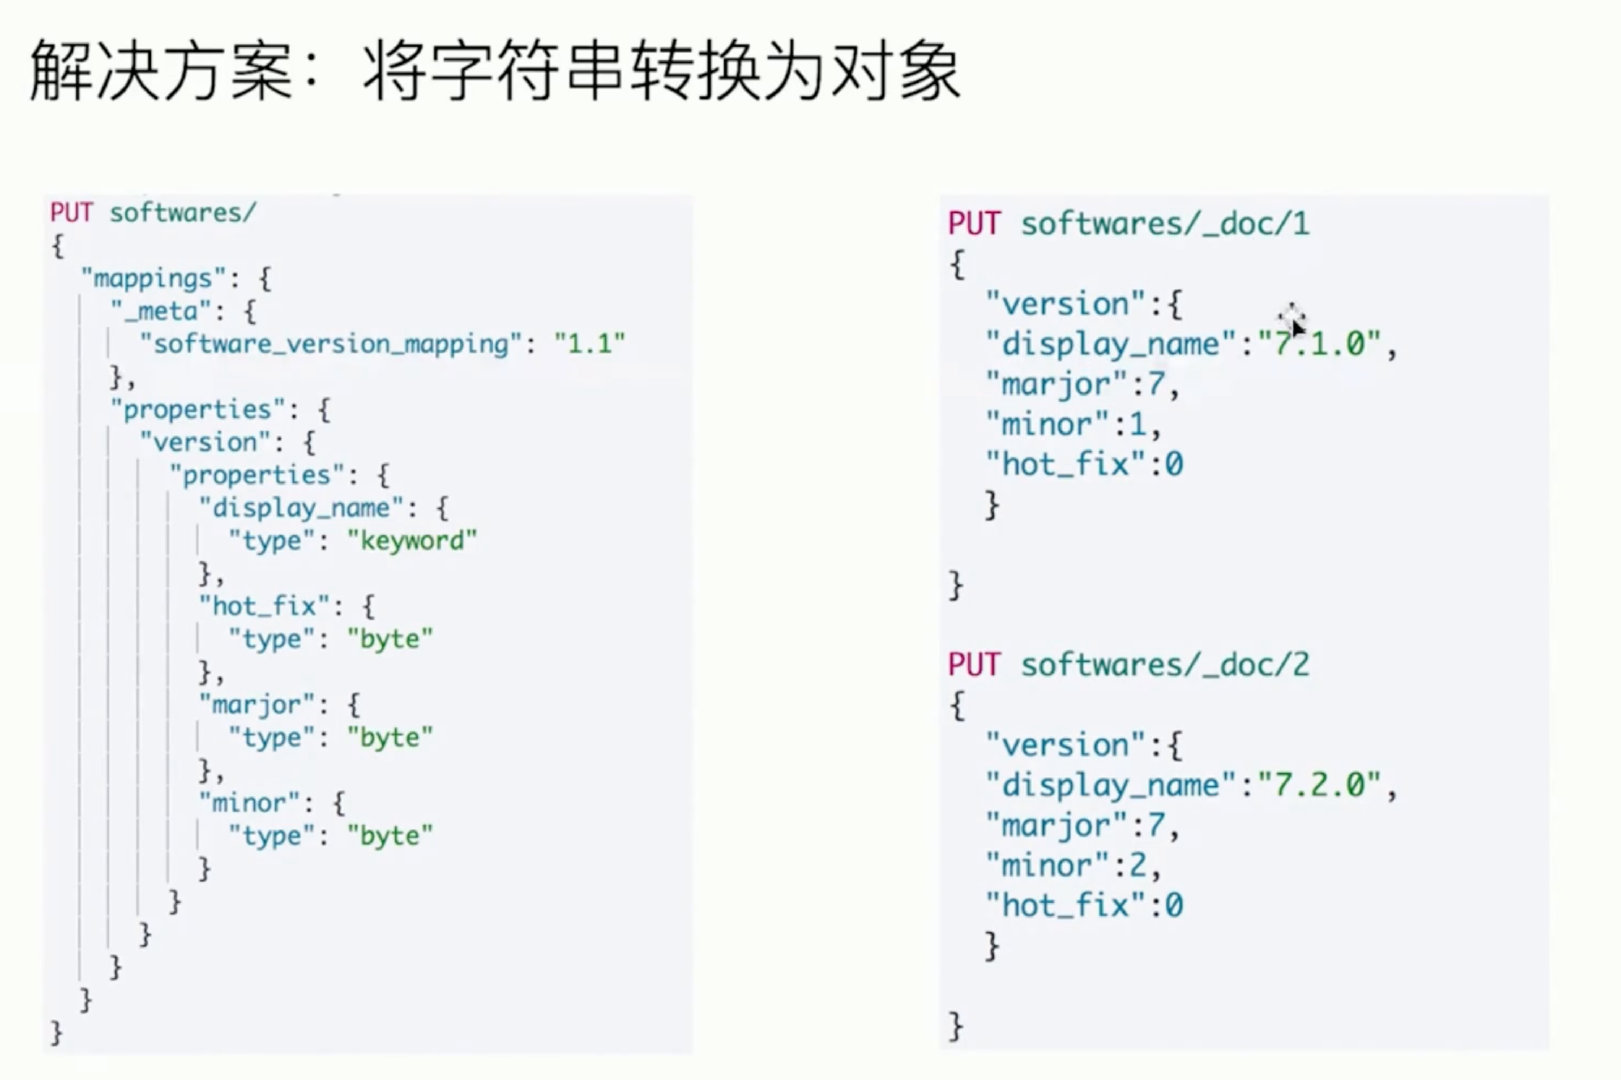 解决方案：将字符串转换为对象
PUT softwares/
{
  "mappings": {
    "_meta": {
      "software_version_mapping": "1.1"
    },
    "properties": {
      "version": {
        "properties": {
          "display_name": {
            "type": "keyword"
          },
          "hot_fix": {
            "type": "byte"
          },
          "marjor": {
            "type": "byte"
          },
          "minor": {
            "type": "byte"
          }
        }
      }
    }
  }
}
PUT softwares/_doc/1
{
  "version":{
  "display_name":"7.1.0",
  "marjor":7,
  "minor":1,
  "hot_fix":0
  }
}
PUT softwares/_doc/2
{
  "version":{
  "display_name":"7.2.0",
  "marjor":7,
  "minor":2,
  "hot_fix":0
  }
}